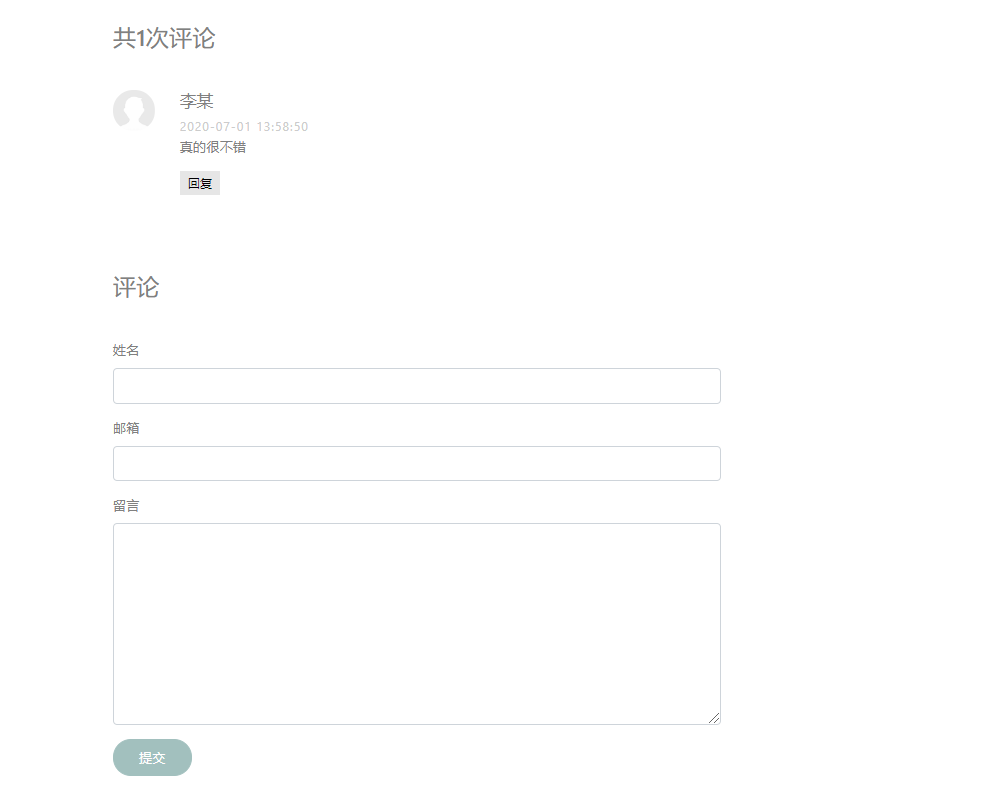 共1次评论
李某
2020-07-01 13:58:50
真的很不错
回复
评论
姓名
邮箱
留言
提交